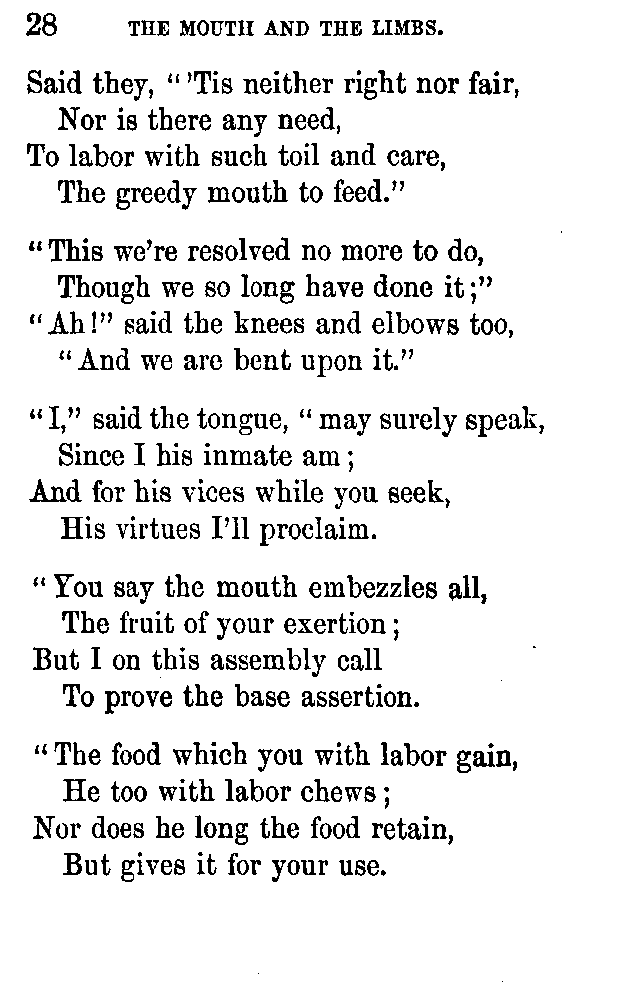 28 THE MOUTH AND THE LIMBS.
Said they, “ ’Tis neither right nor fair,
Nor is there any need,
To labor with such toil and care,
The greedy mouth to feed.”
“ This we’re resolved no more to do,
Though we so long have done it ;”
“ Ah !” said the knees and elbows too,
“ And we are bent upon it.”
“ I,” said the tongue, “ may surely speak,
Since I his inmate am ;
And for his vices while you seek,
His virtues I’ll proclaim.
“ You say the mouth embezzles all,
The fruit of your exertion ;
But I on this assembly call
To prove the base assertion.
“ The food which you with labor gain,
He too with labor chews ;
Nor does he long the food retain,
But gives it for your use.